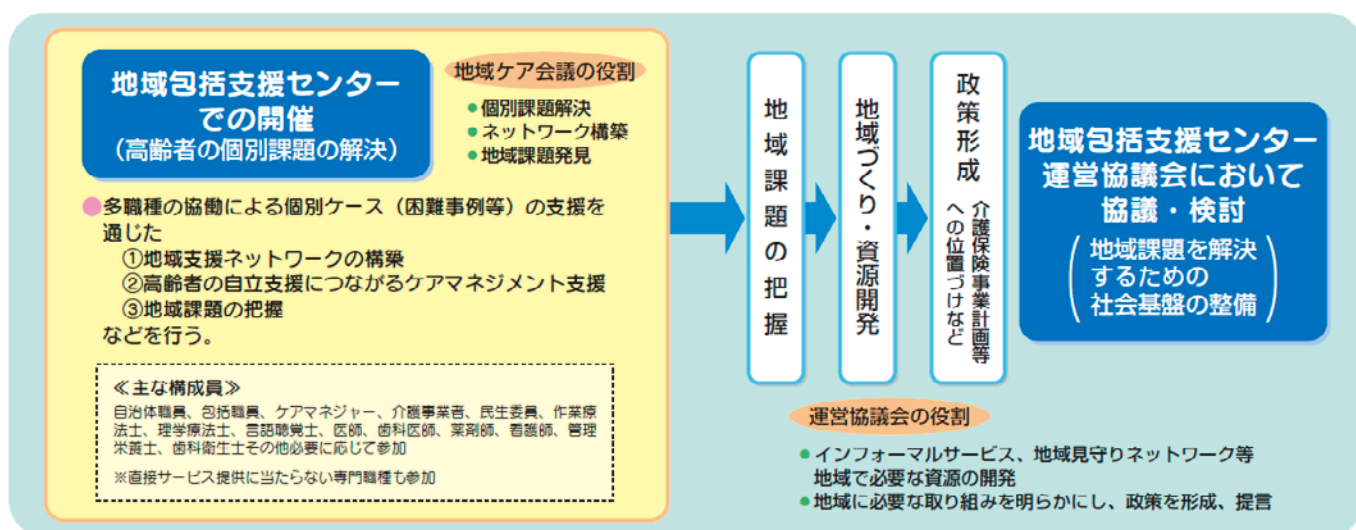 地域包括支援センター
での開催
(高齢者の個別課題の解決)
地域ケア会議の役割
●個別課題解決
●ネットワーク構築
●地域課題発見
●多職種の協働による個別ケース(困難事例等)の支援を
通じた
①地域支援ネットワークの構築
②高齢者の自立支援につながるケアマネジメント支援
③地域課題の把握
などを行う。
≪主な構成員≫
自治体職員、包括職員、ケアマネジャー、介護事業者、民生委員、作業療
法士、理学療法士、言語聴覚士、医師、歯科医師、薬剤師、看護師、管理
栄養士、歯科衛生士その他必要に応じて参加
※直接サービス提供に当たらない専門職種も参加
地域課題の把握
地域づくり・資源開発
政策形成
介護保険事業計画等
への位置づけなど
地域包括支援センター
運営協議会において
協議・検討
(地域課題を解決
するための
社会基盤の整備)
運営協議会の役割
●インフォーマルサービス、地域見守りネットワーク等
地域で必要な資源の開発
●地域に必要な取り組みを明らかにし、政策を形成、提言